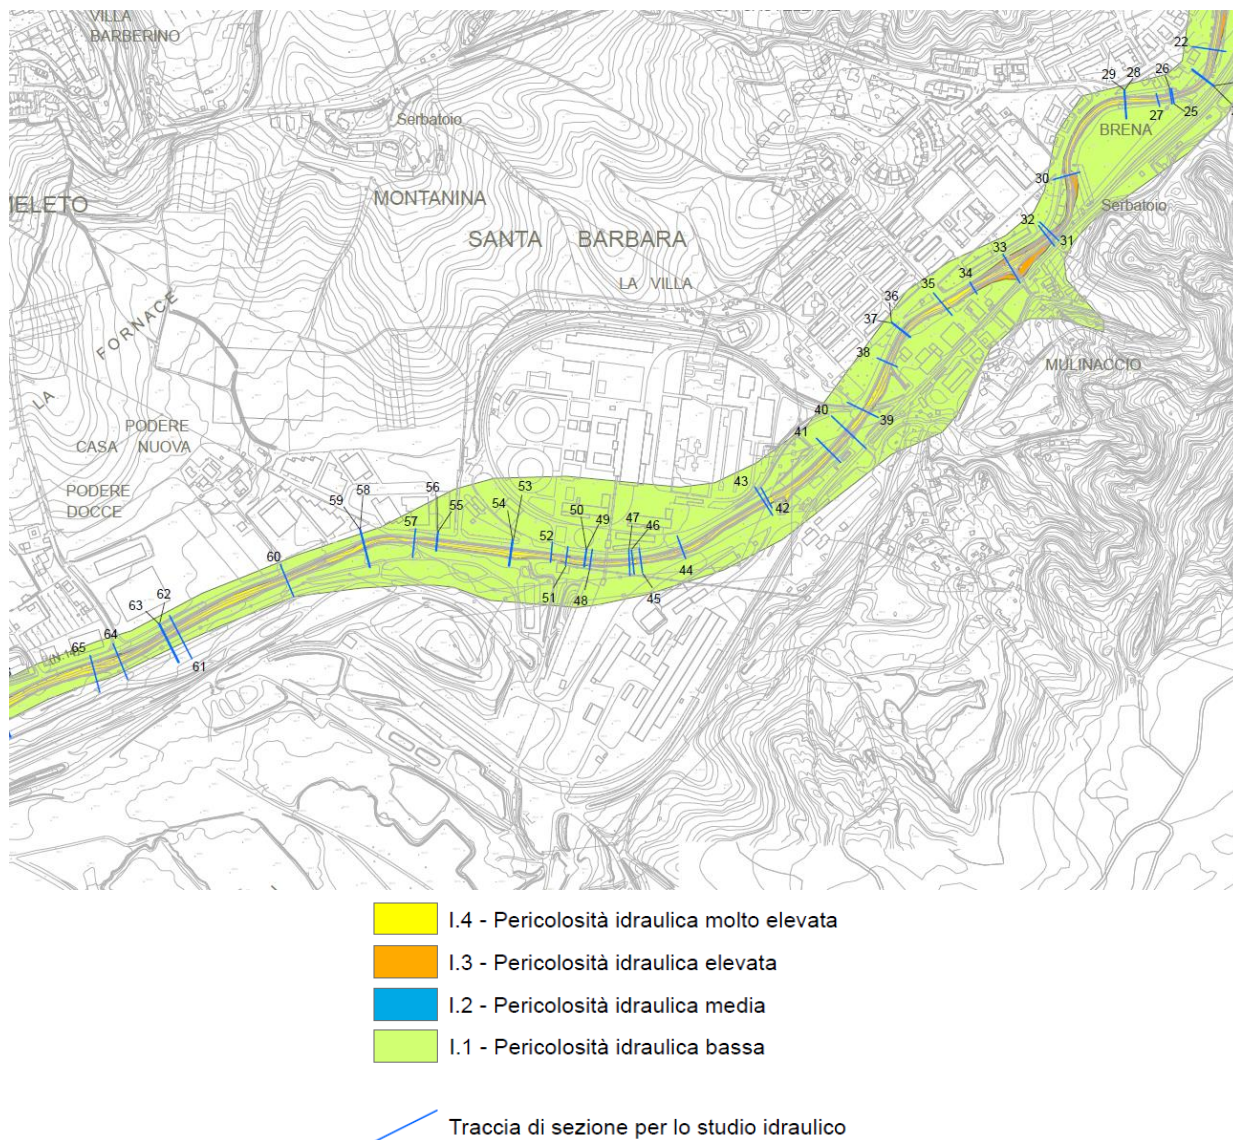 VILLA
BARBERINO
22
29
28
26
27
25
BRENA
Serbatoio
30
MONTANINA
Serbatoio
SANTA BARBARA
32
31
33
LA VILLA
34
35
36
37
LA FORNACE
38
MULINACCIO
40
39
41
PODERE
CASA NUOVA
43
42
53
56
58
59
57
55
54
50
49
47
46
52
PODERE
DOCCE
60
44
51
48
45
62
63
64
65
61
I.4 - Pericolosità idraulica molto elevata
I.3 - Pericolosità idraulica elevata
I.2 - Pericolosità idraulica media
I.1 - Pericolosità idraulica bassa
Traccia di sezione per lo studio idraulico